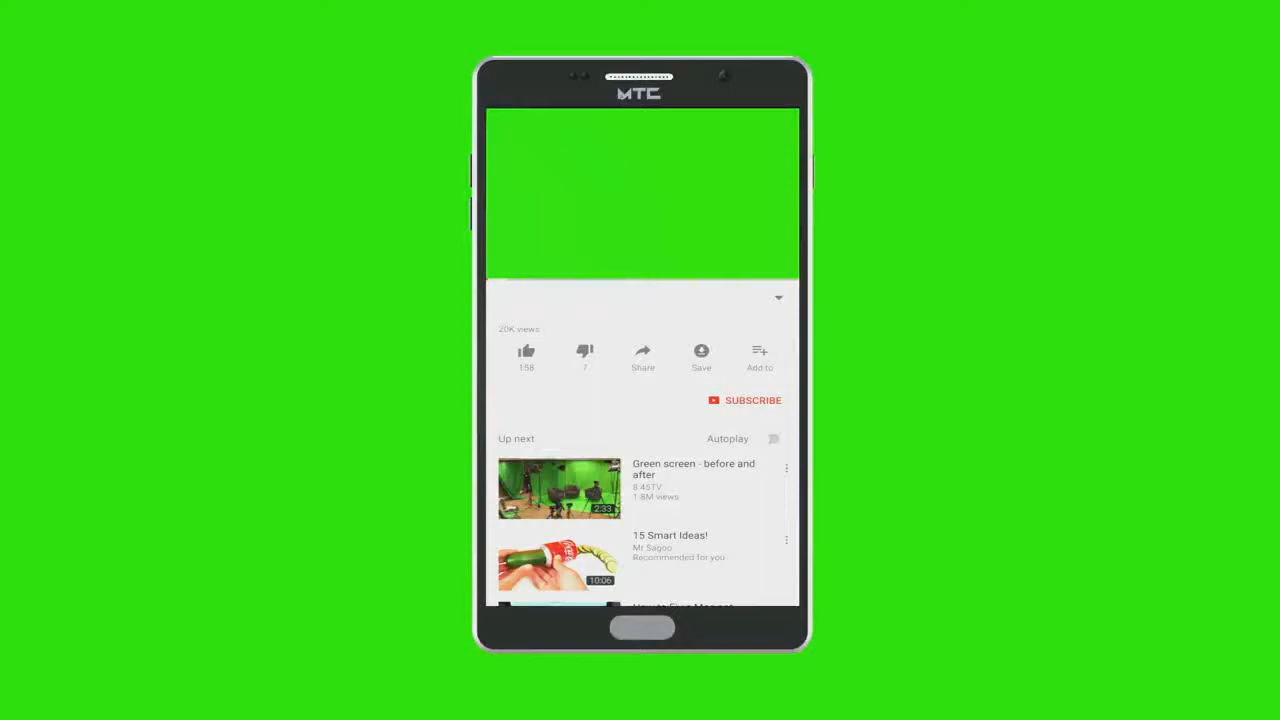 MTC
20K views
158
7
Share
Save
Add to
SUBSCRIBE
Up next
Autoplay
Green screen - before and
after
8 45TV
1.8M views
2:33
15 Smart Ideas!
Mr Sagoo
Recommended for you
10:06